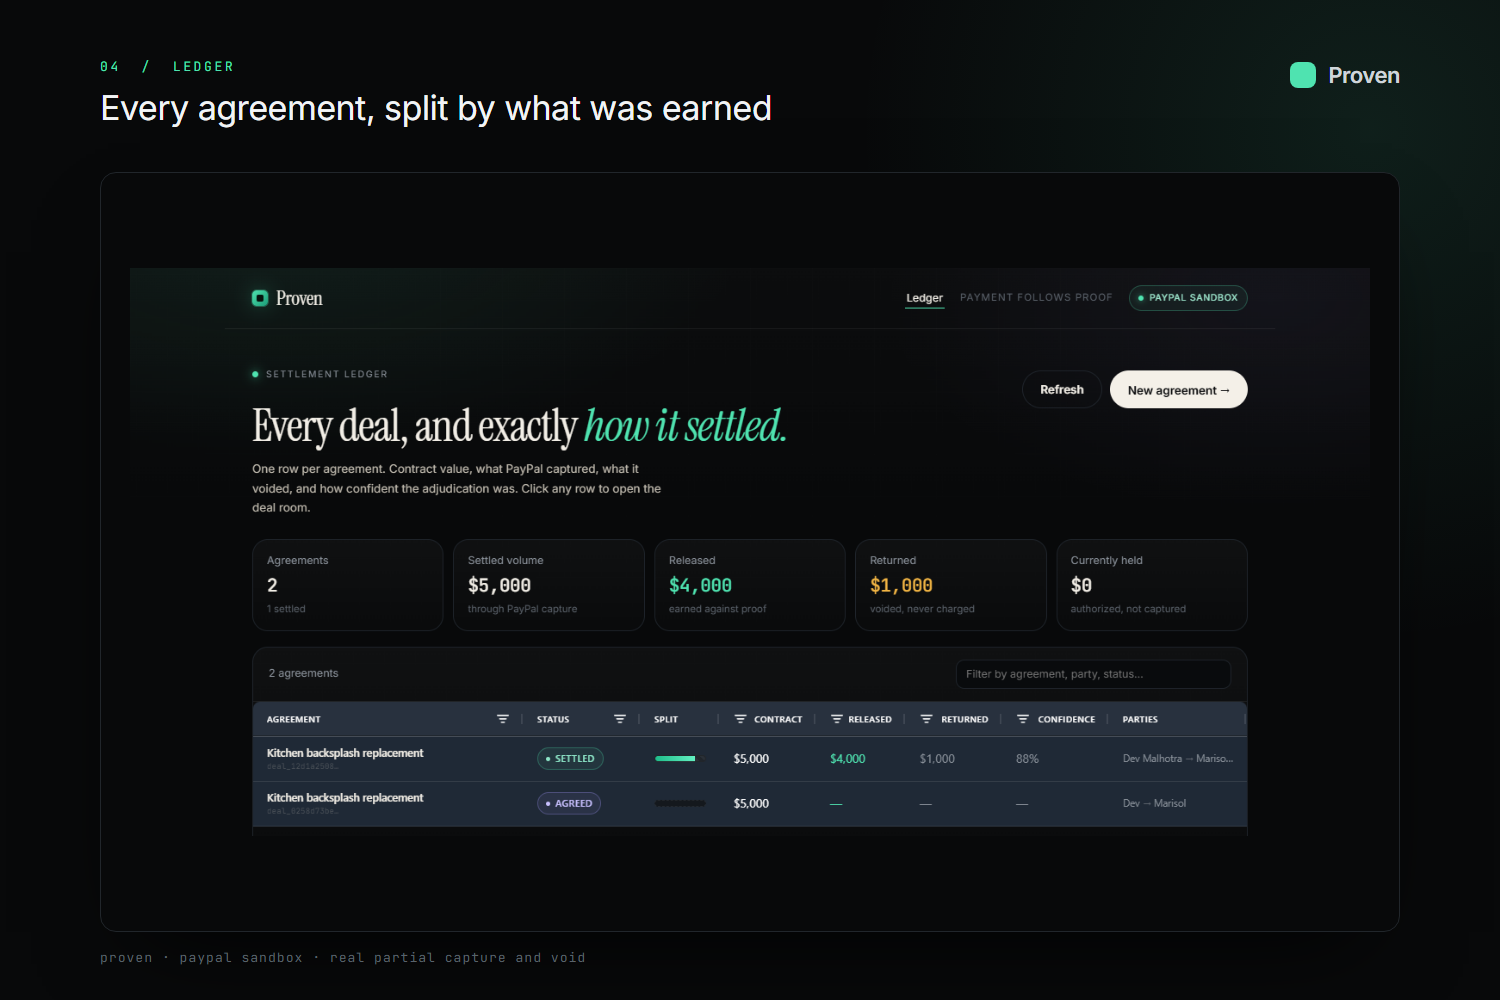 04 / LEDGER
Every agreement, split by what was earned
Proven
Proven
Ledger
PAYMENT FOLLOWS PROOF
PAYPAL SANDBOX
SETTLEMENT LEDGER
Refresh
New agreement →
Every deal, and exactly how it settled.
One row per agreement. Contract value, what PayPal captured, what it
voided, and how confident the adjudication was. Click any row to open the
deal room.
Agreements
2
1 settled
Settled volume
$5,000
through PayPal capture
Released
$4,000
earned against proof
Returned
$1,000
voided, never charged
Currently held
$0
authorized, not captured
2 agreements
Filter by agreement, party, status...
AGREEMENT STATUS SPLIT CONTRACT RELEASED RETURNED CONFIDENCE PARTIES
Kitchen backsplash replacement SETTLED $5,000 $4,000 $1,000 88% Dev Malhotra → Mariso...
Kitchen backsplash replacement AGREED $5,000 — — — Dev → Marisol
proven · paypal sandbox · real partial capture and void